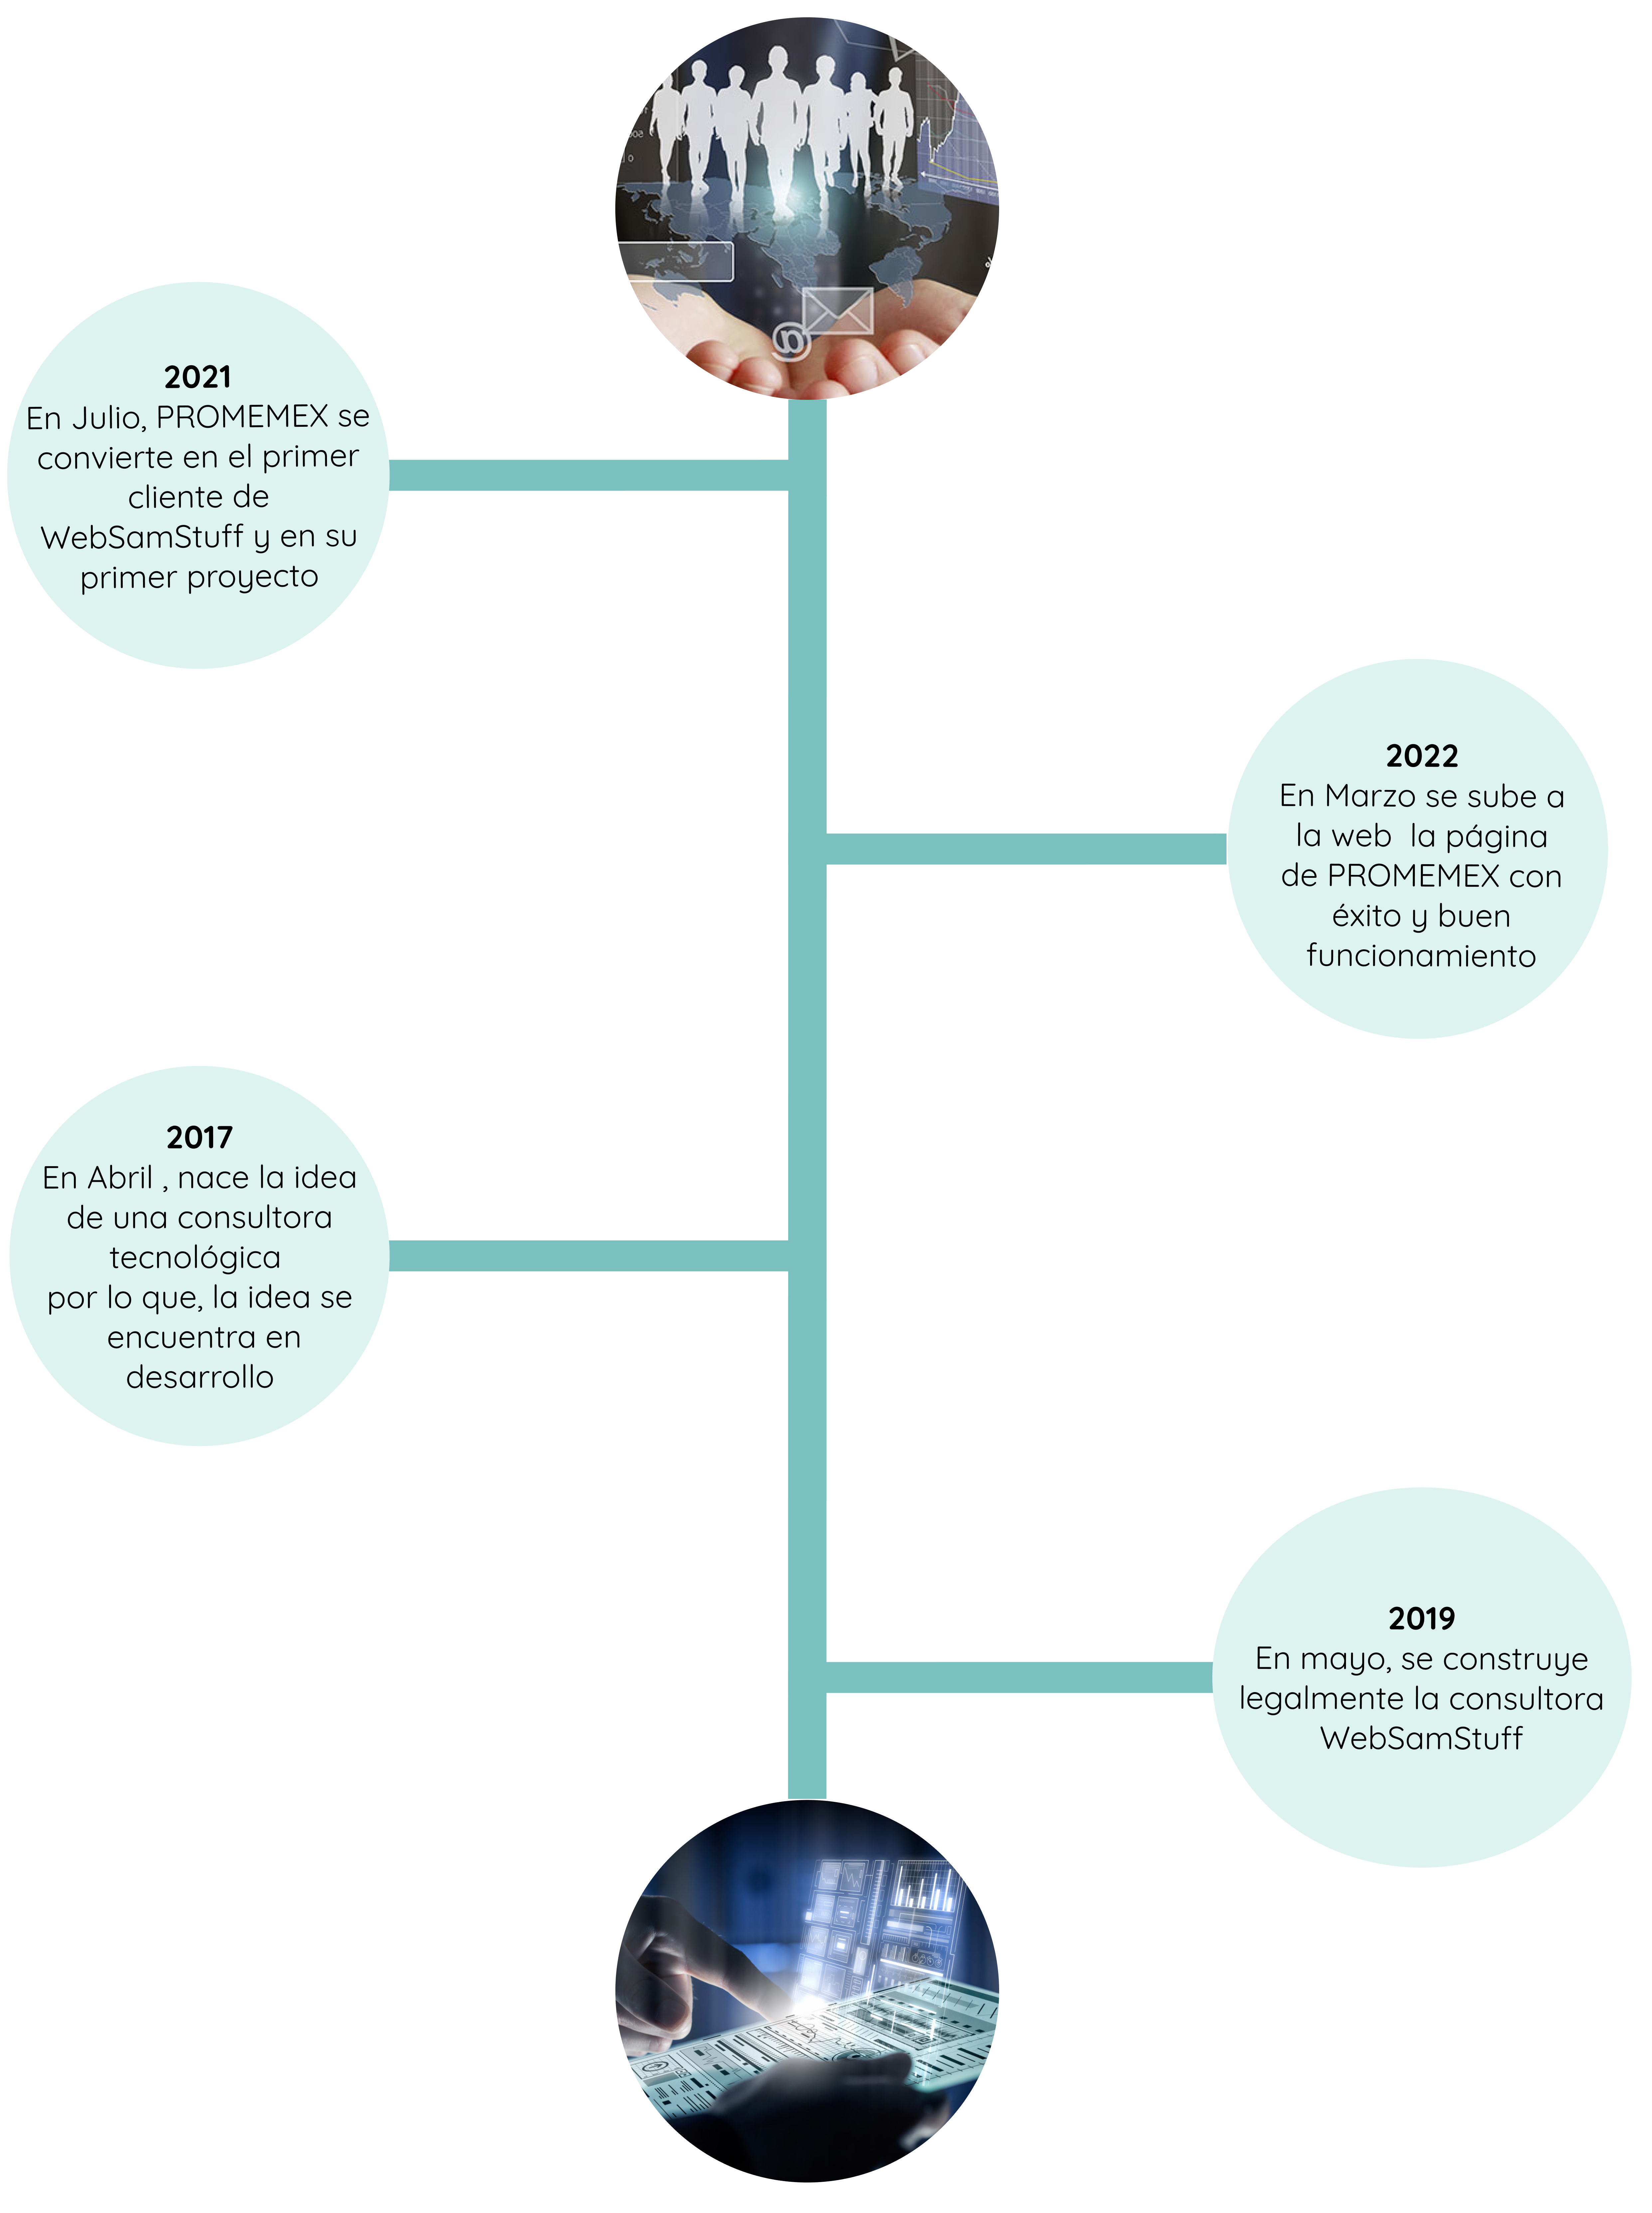 2021
En Julio, PROMEMEX se
convierte en el primer
cliente de
WebSamStuff y en su
primer proyecto
2022
En Marzo se sube a
la web  la página
de PROMEMEX con
éxito y buen
funcionamiento
2017
En Abril , nace la idea
de una consultora
tecnológica
por lo que, la idea se
encuentra en
desarrollo
2019
En mayo, se construye
legalmente la consultora
WebSamStuff